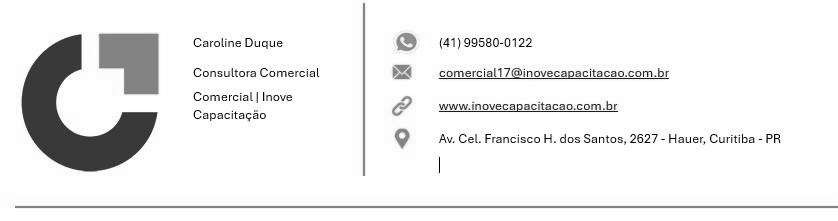 Caroline Duque
Consultora Comercial
Comercial | Inove
Capacitação
(41) 99580-0122
comercial17@inovecapacitacao.com.br
www.inovecapacitacao.com.br
Av. Cel. Francisco H. dos Santos, 2627 - Hauer, Curitiba - PR